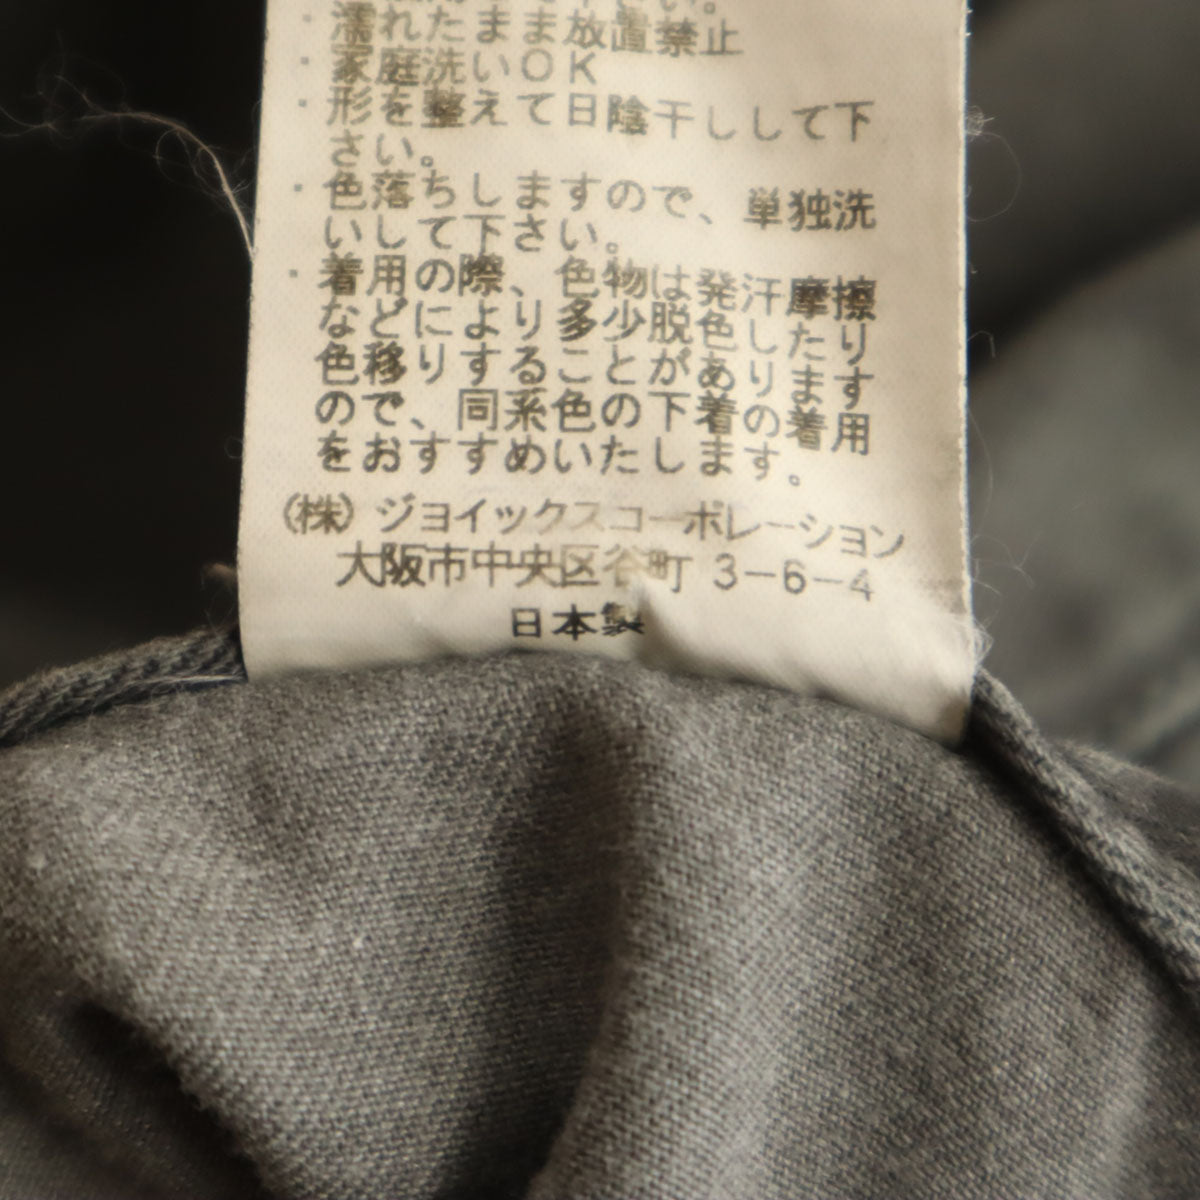 い。
・濡れたまま放置禁止
・家庭洗いOK
・形を整えて日陰干しして下
さい。
・色落ちしますので、単独洗
いして下さい。
・着用の際、色物は発汗摩擦
などにより多少脱色したり
色移りすることがあります
ので、同系色の下着の着用
をおすすめいたします。
(株) ジョイックスコーポレーション
大阪市中央区谷町 3-6-4
日本製